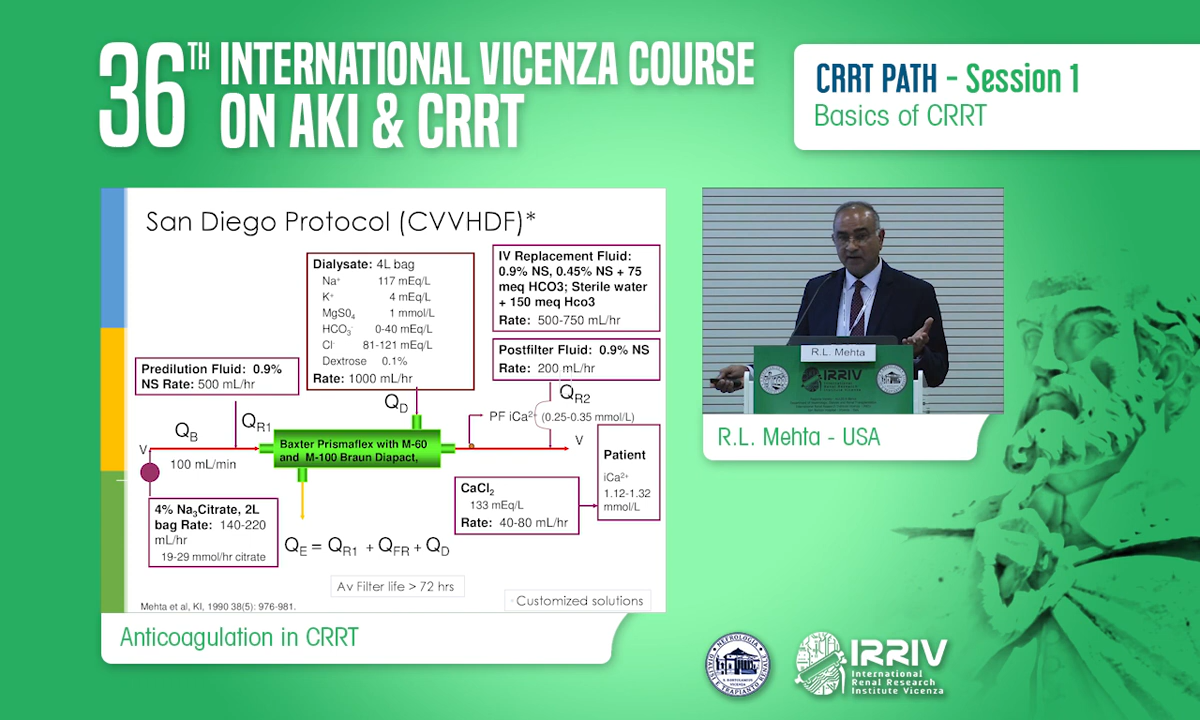 36TH INTERNATIONAL VICENZA COURSE
ON AKI & CRRT
CRRT PATH - Session 1
Basics of CRRT
San Diego Protocol (CVVHDF)*
Dialysate: 4L bag
Na+ 117 mEq/L
K+ 4 mEq/L
MgS04 1 mmol/L
HCO3- 0-40 mEq/L
Cl- 81-121 mEq/L
Dextrose 0.1%
Rate: 1000 mL/hr
IV Replacement Fluid:
0.9% NS, 0.45% NS + 75
meq HCO3; Sterile water
+ 150 meq Hco3
Rate: 500-750 mL/hr
Postfilter Fluid: 0.9% NS
Rate: 200 mL/hr
Predilution Fluid: 0.9%
NS Rate: 500 mL/hr
QB
QR1
QD
QR2
PF iCa2+ (0.25-0.35 mmol/L)
V
V
100 mL/min
Baxter Prismaflex with M-60
and M-100 Braun Diapact,
Patient
iCa2+
1.12-1.32
mmol/L
CaCl2
133 mEq/L
Rate: 40-80 mL/hr
4% Na3Citrate, 2L
bag Rate: 140-220
mL/hr
19-29 mmol/hr citrate
QE = QR1 + QFR + QD
Av Filter life > 72 hrs
Customized solutions
Mehta et al, KI, 1990 38(5): 976-981.
Anticoagulation in CRRT
R.L. Mehta
IRRIV
R.L. Mehta - USA
NEFROLOGIA
DIALISI E TRAPIANTO RENALE
S. BORTOLO VICENZA
IRRIV
International
Renal Research
Institute Vicenza